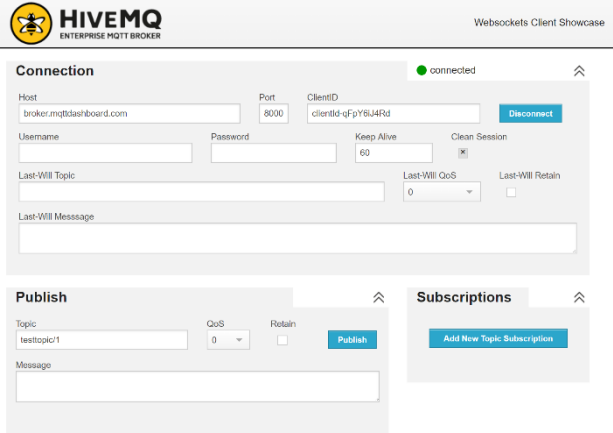 HIVEMQ
ENTERPRISE MQTT BROKER
Websockets Client Showcase
Connection
connected
Host Port ClientID
broker.mqttdashboard.com 8000 clientId-qFpY6iJ4Rd Disconnect
Username Password Keep Alive Clean Session
60
Last-Will Topic Last-Will QoS Last-Will Retain
0
Last-Will Messsage
Publish
Topic QoS Retain
testtopic/1 0 Publish
Message
Subscriptions
Add New Topic Subscription